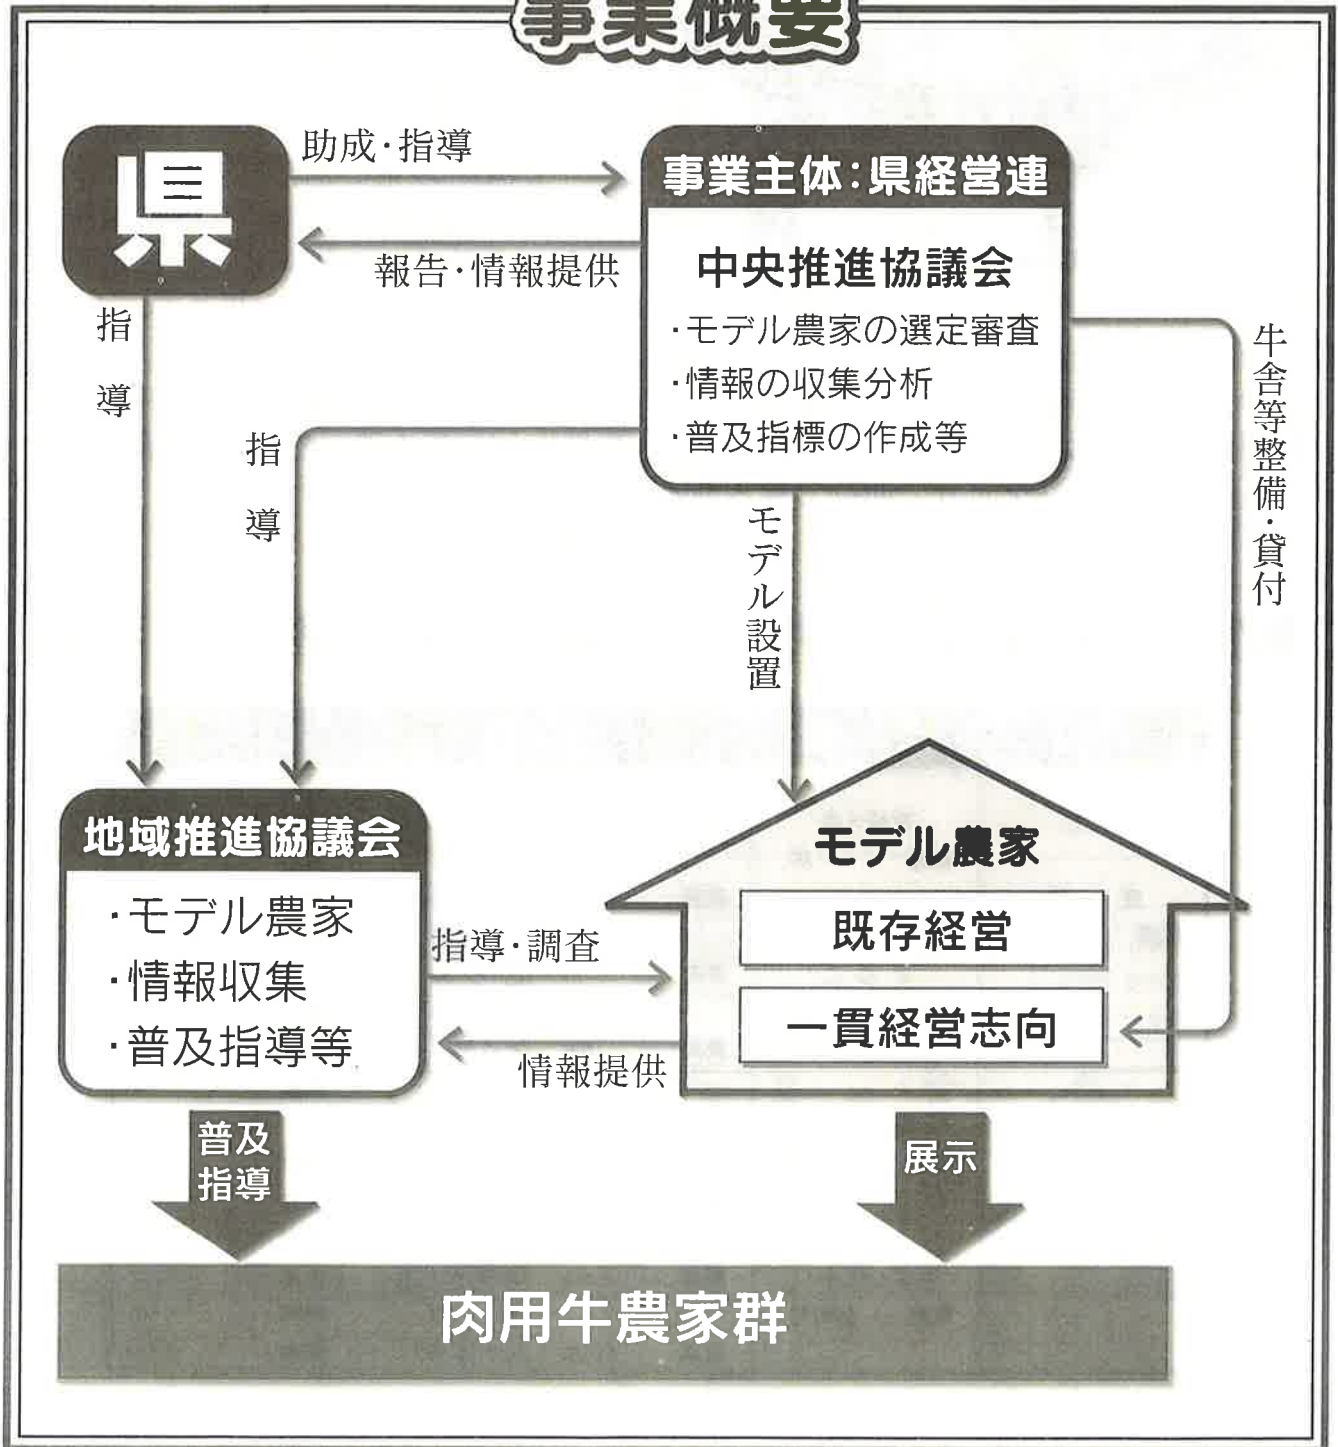 事業概要
県
助成・指導
報告・情報提供
事業主体：県経営連
中央推進協議会
・モデル農家の選定審査
・情報の収集分析
・普及指標の作成等
指導
指導
モデル設置
牛舎等整備・貸付
地域推進協議会
・モデル農家
・情報収集
・普及指導等
指導・調査
情報提供
モデル農家
既存経営
一貫経営志向
普及
指導
展示
肉用牛農家群